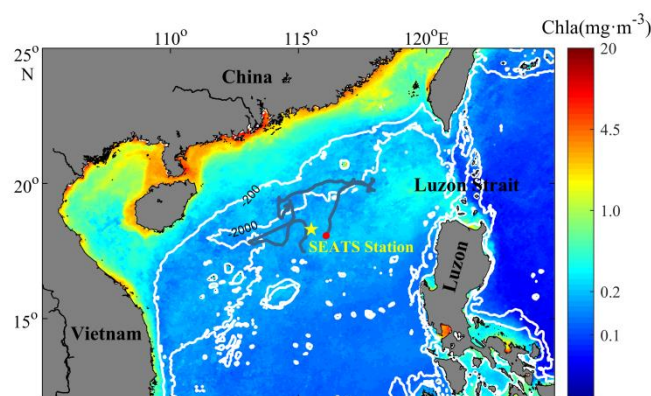 Chla(mg·m⁻³)
110° 115° 120°E
25° N 20
China
4.5
20° -200 Luzon Strait 1.0
-2000
SEATS Station
Luzon
0.2
15° Vietnam 0.1